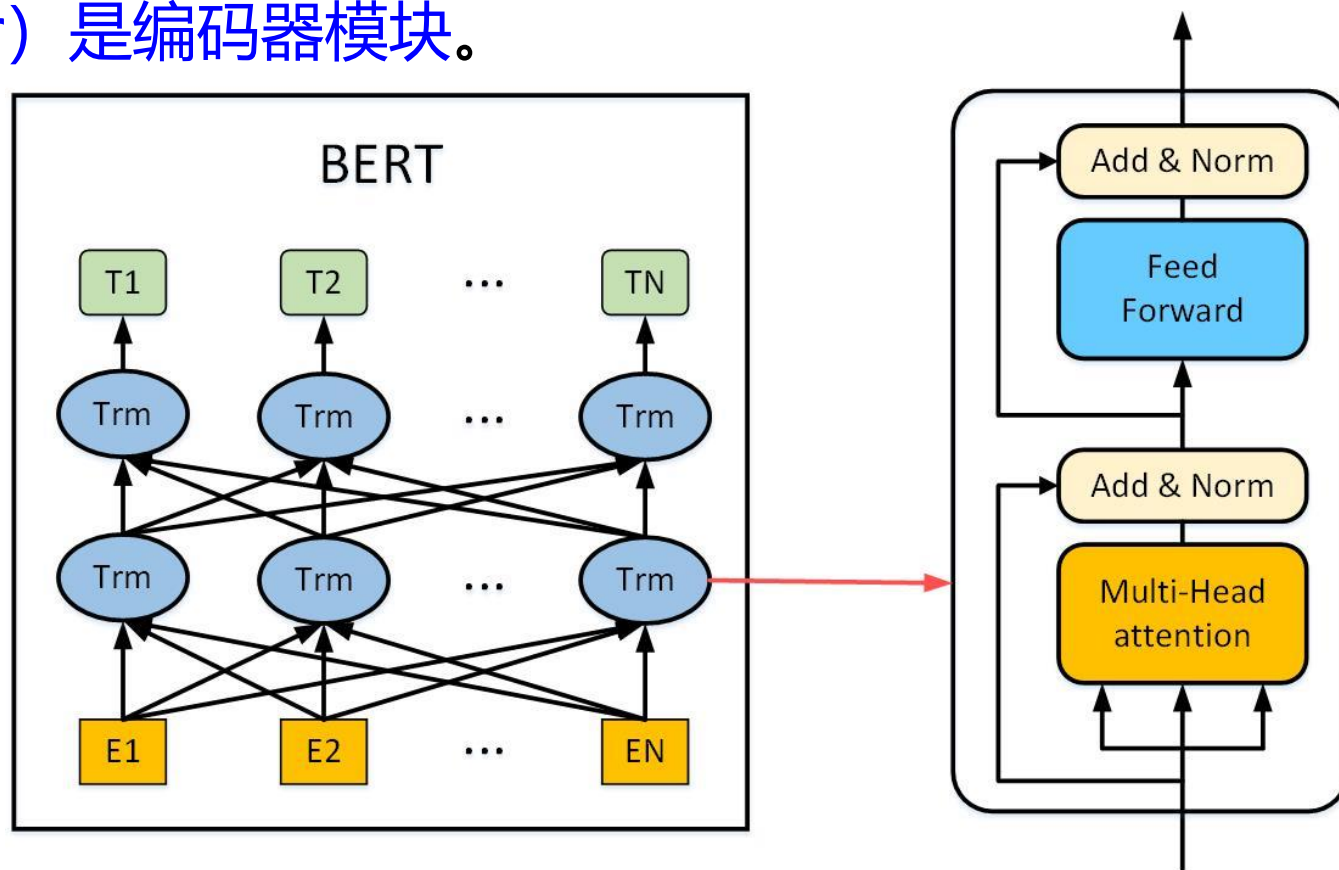 r）是编码器模块。
BERT
T1 T2 ... TN
Trm Trm ... Trm
Trm Trm ... Trm
E1 E2 ... EN
Add & Norm
Feed
Forward
Add & Norm
Multi-Head
attention